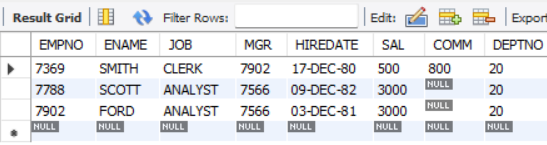 Result Grid Filter Rows: Edit: Export
EMPNO ENAME JOB MGR HIREDATE SAL COMM DEPTNO
7369 SMITH CLERK 7902 17-DEC-80 500 800 20
7788 SCOTT ANALYST 7566 09-DEC-82 3000 NULL 20
7902 FORD ANALYST 7566 03-DEC-81 3000 NULL 20
NULL NULL NULL NULL NULL NULL NULL NULL